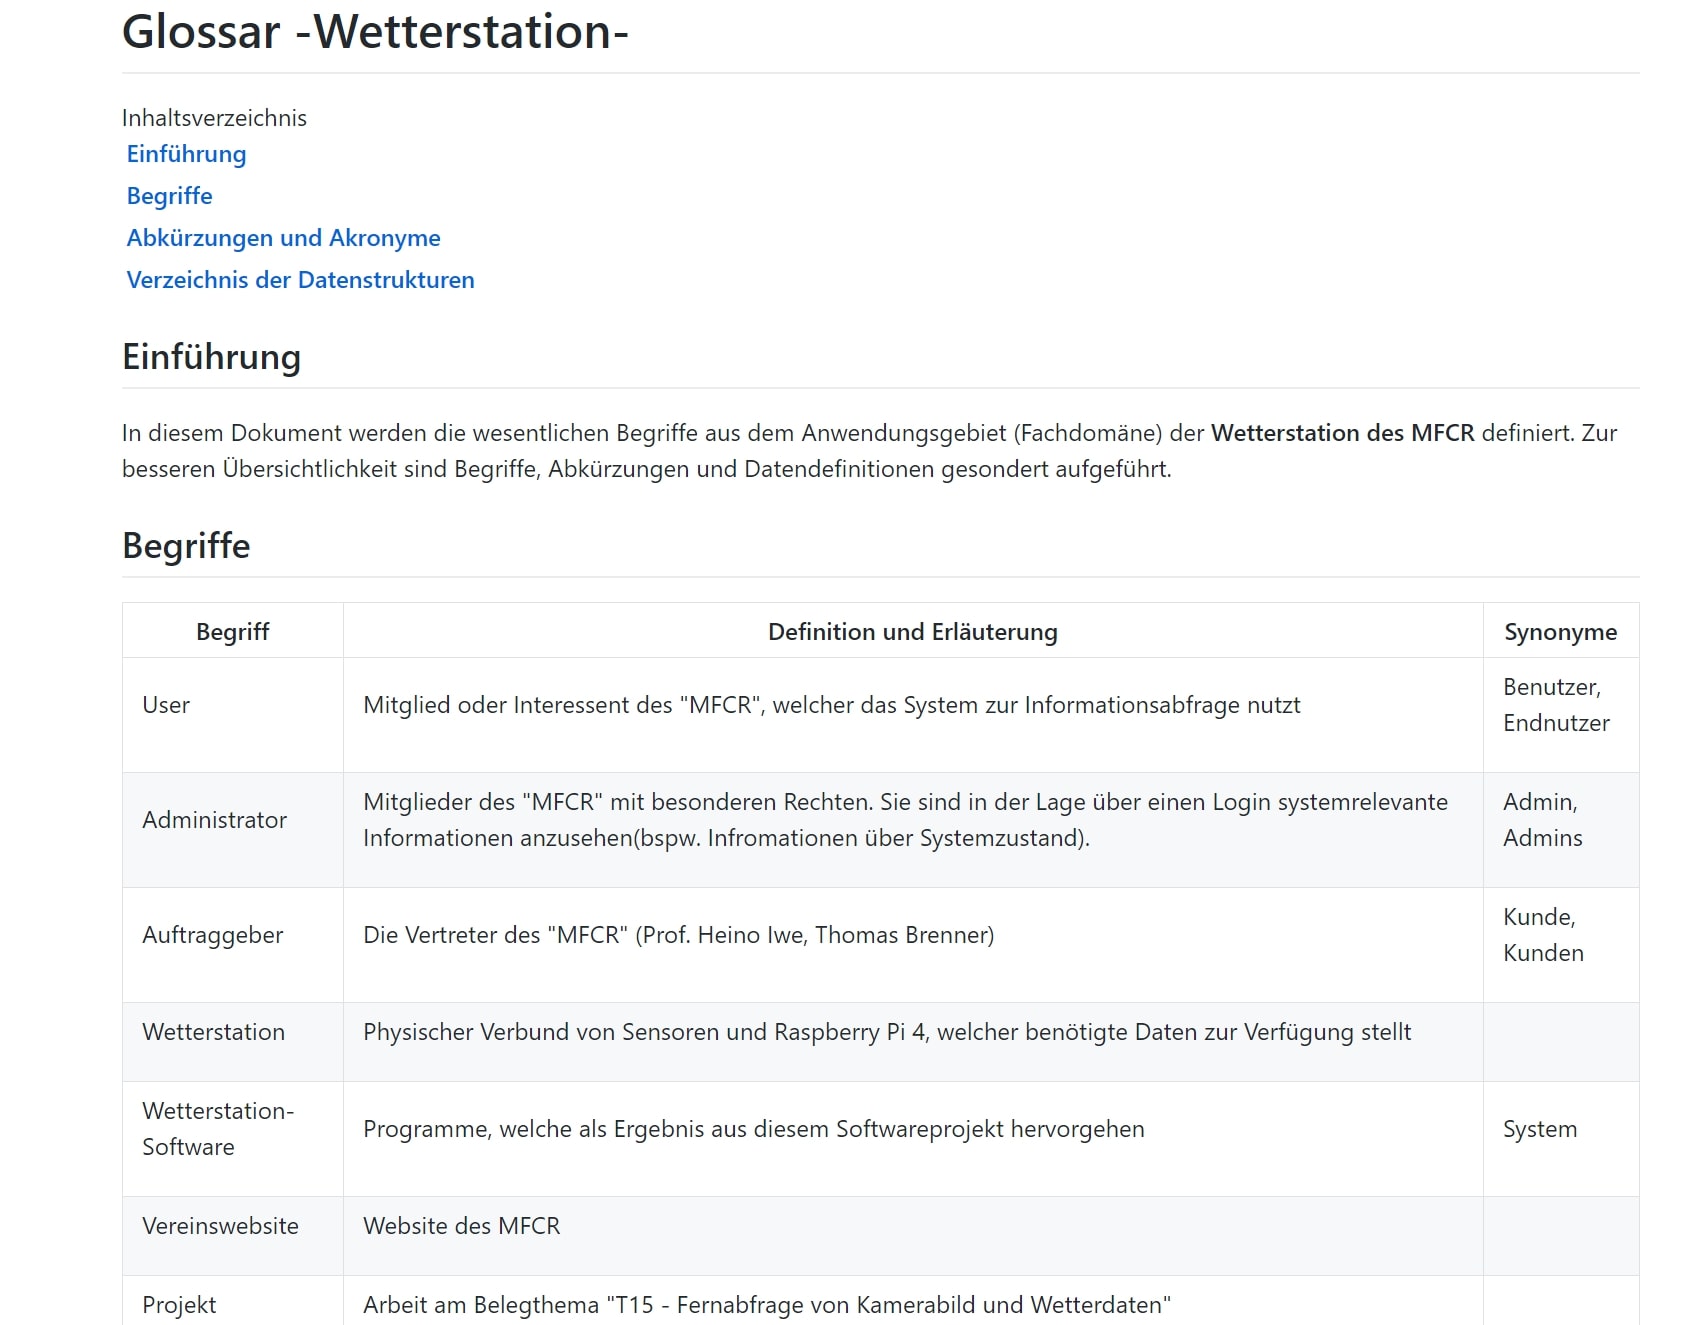 Glossar -Wetterstation-
Inhaltsverzeichnis
Einführung
Begriffe
Abkürzungen und Akronyme
Verzeichnis der Datenstrukturen
Einführung
In diesem Dokument werden die wesentlichen Begriffe aus dem Anwendungsgebiet (Fachdomäne) der Wetterstation des MFCR definiert. Zur
besseren Übersichtlichkeit sind Begriffe, Abkürzungen und Datendefinitionen gesondert aufgeführt.
Begriffe
Begriff Definition und Erläuterung Synonyme
User Mitglied oder Interessent des "MFCR", welcher das System zur Informationsabfrage nutzt Benutzer,
Endnutzer
Administrator Mitglieder des "MFCR" mit besonderen Rechten. Sie sind in der Lage über einen Login systemrelevante
Informationen anzusehen(bspw. Infromationen über Systemzustand).
Admin,
Admins
Auftraggeber Die Vertreter des "MFCR" (Prof. Heino Iwe, Thomas Brenner) Kunde,
Kunden
Wetterstation Physischer Verbund von Sensoren und Raspberry Pi 4, welcher benötigte Daten zur Verfügung stellt
Wetterstation-
Software
Programme, welche als Ergebnis aus diesem Softwareprojekt hervorgehen System
Vereinswebsite Website des MFCR
Projekt Arbeit am Belegthema "T15 - Fernabfrage von Kamerabild und Wetterdaten"